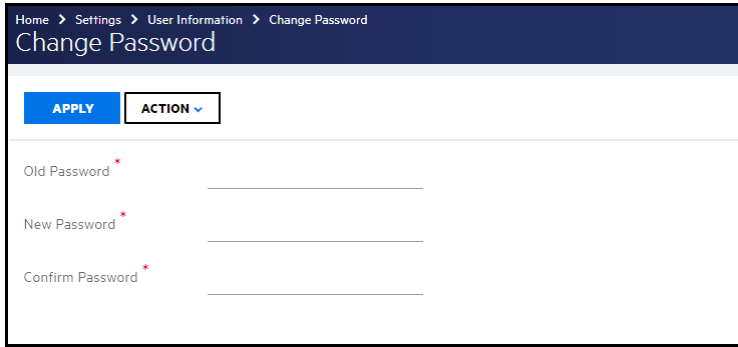 Home > Settings > User Information > Change Password
Change Password
APPLY ACTION
Old Password *
New Password *
Confirm Password *